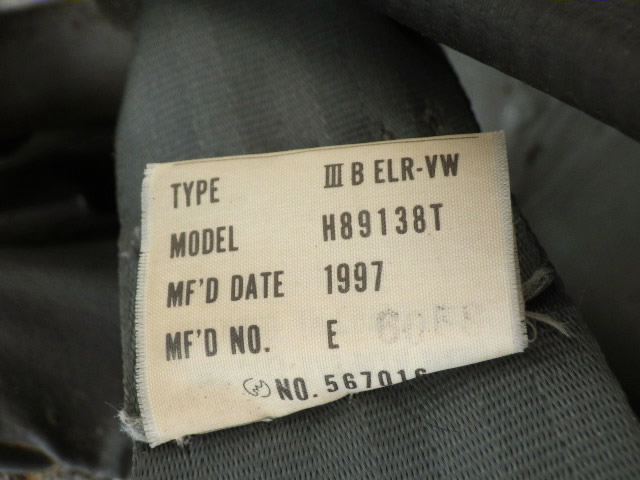 TYPE III B ELR-VW
MODEL H89138T
MF'D DATE 1997
MF'D NO. E
NO. 567016